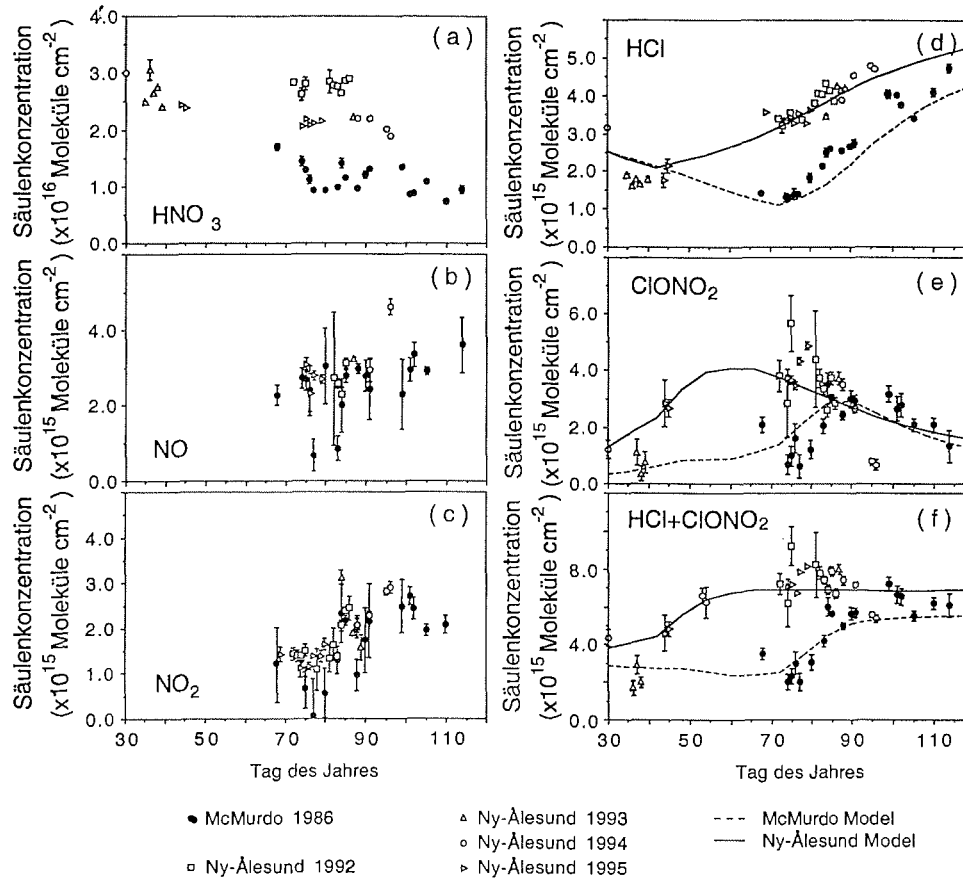 (a)
4.0
3.0
2.0
1.0
0.0
HNO3
Säulenkonzentration
(x10^16 Moleküle cm^-2)
(b)
4.0
2.0
0.0
NO
Säulenkonzentration
(x10^15 Moleküle cm^-2)
(c)
4.0
3.0
2.0
1.0
0.0
NO2
Säulenkonzentration
(x10^15 Moleküle cm^-2)
30 50 70 90 110
Tag des Jahres
(d)
5.0
4.0
3.0
2.0
1.0
0.0
HCl
Säulenkonzentration
(x10^15 Moleküle cm^-2)
(e)
6.0
4.0
2.0
0.0
ClONO2
Säulenkonzentration
(x10^15 Moleküle cm^-2)
(f)
8.0
4.0
0.0
HCl+ClONO2
Säulenkonzentration
(x10^15 Moleküle cm^-2)
30 50 70 90 110
Tag des Jahres
McMurdo 1986
Ny-Ålesund 1992
Ny-Ålesund 1993
Ny-Ålesund 1994
Ny-Ålesund 1995
McMurdo Model
Ny-Ålesund Model